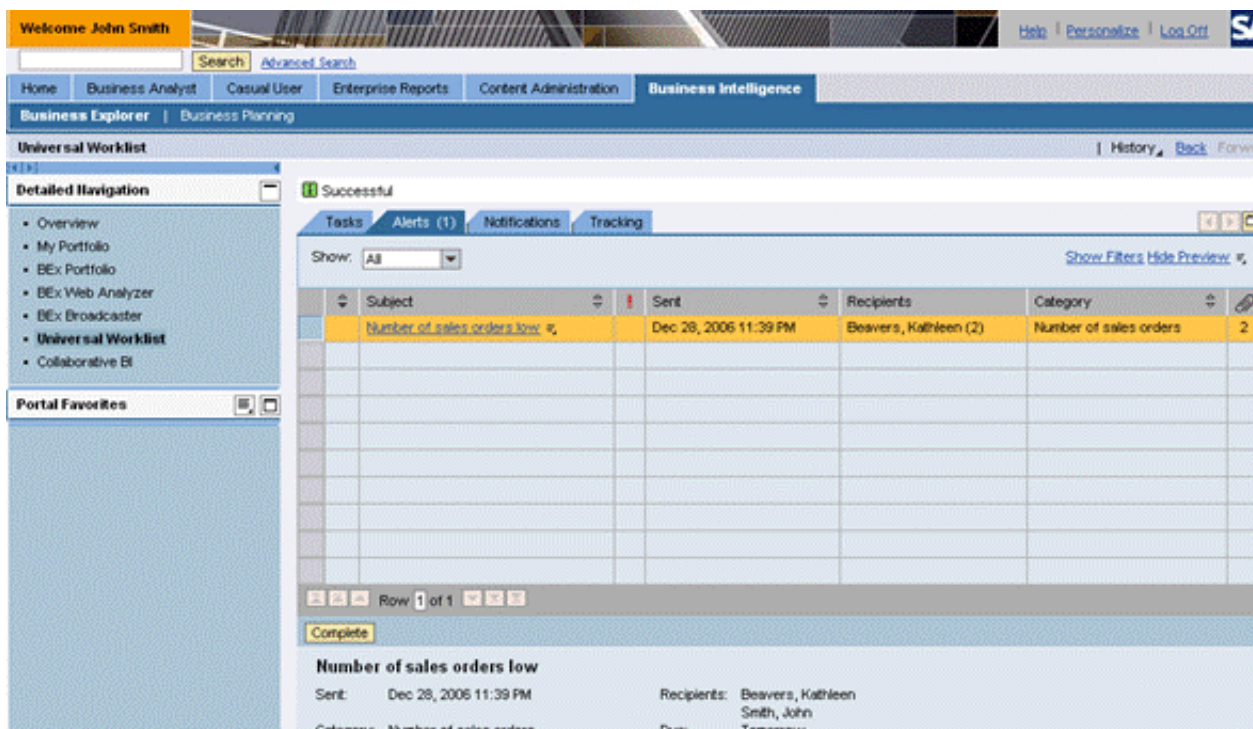 Welcome John Smith
Help | Personalize | Log Off
Search Advanced Search
Home Business Analyst Casual User Enterprise Reports Content Administration Business Intelligence
Business Explorer | Business Planning
Universal Worklist | History Back
Detailed Navigation
Successful
Tasks Alerts (1) Notifications Tracking
• Overview
• My Portfolio
• BEx Portfolio
• BEx Web Analyzer
• BEx Broadcaster
• Universal Worklist
• Collaborative BI
Portal Favorites
Show: All Show Filters Hide Preview
Subject ! Sent Recipients Category
Number of sales orders low Dec 28, 2006 11:39 PM Beavers, Kathleen (2) Number of sales orders 2
Row 1 of 1
Complete
Number of sales orders low
Sent: Dec 28, 2006 11:39 PM Recipients: Beavers, Kathleen
Smith, John